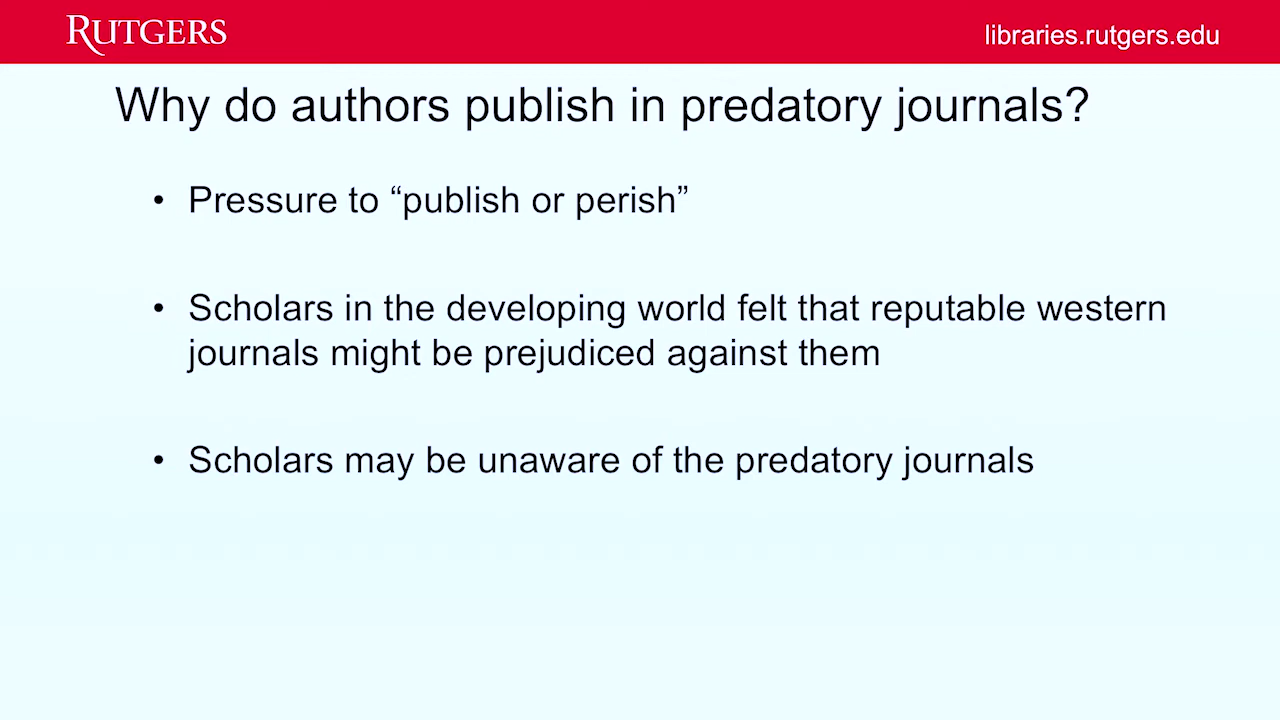 RUTGERS
libraries.rutgers.edu
Why do authors publish in predatory journals?
• Pressure to “publish or perish”
• Scholars in the developing world felt that reputable western
journals might be prejudiced against them
• Scholars may be unaware of the predatory journals